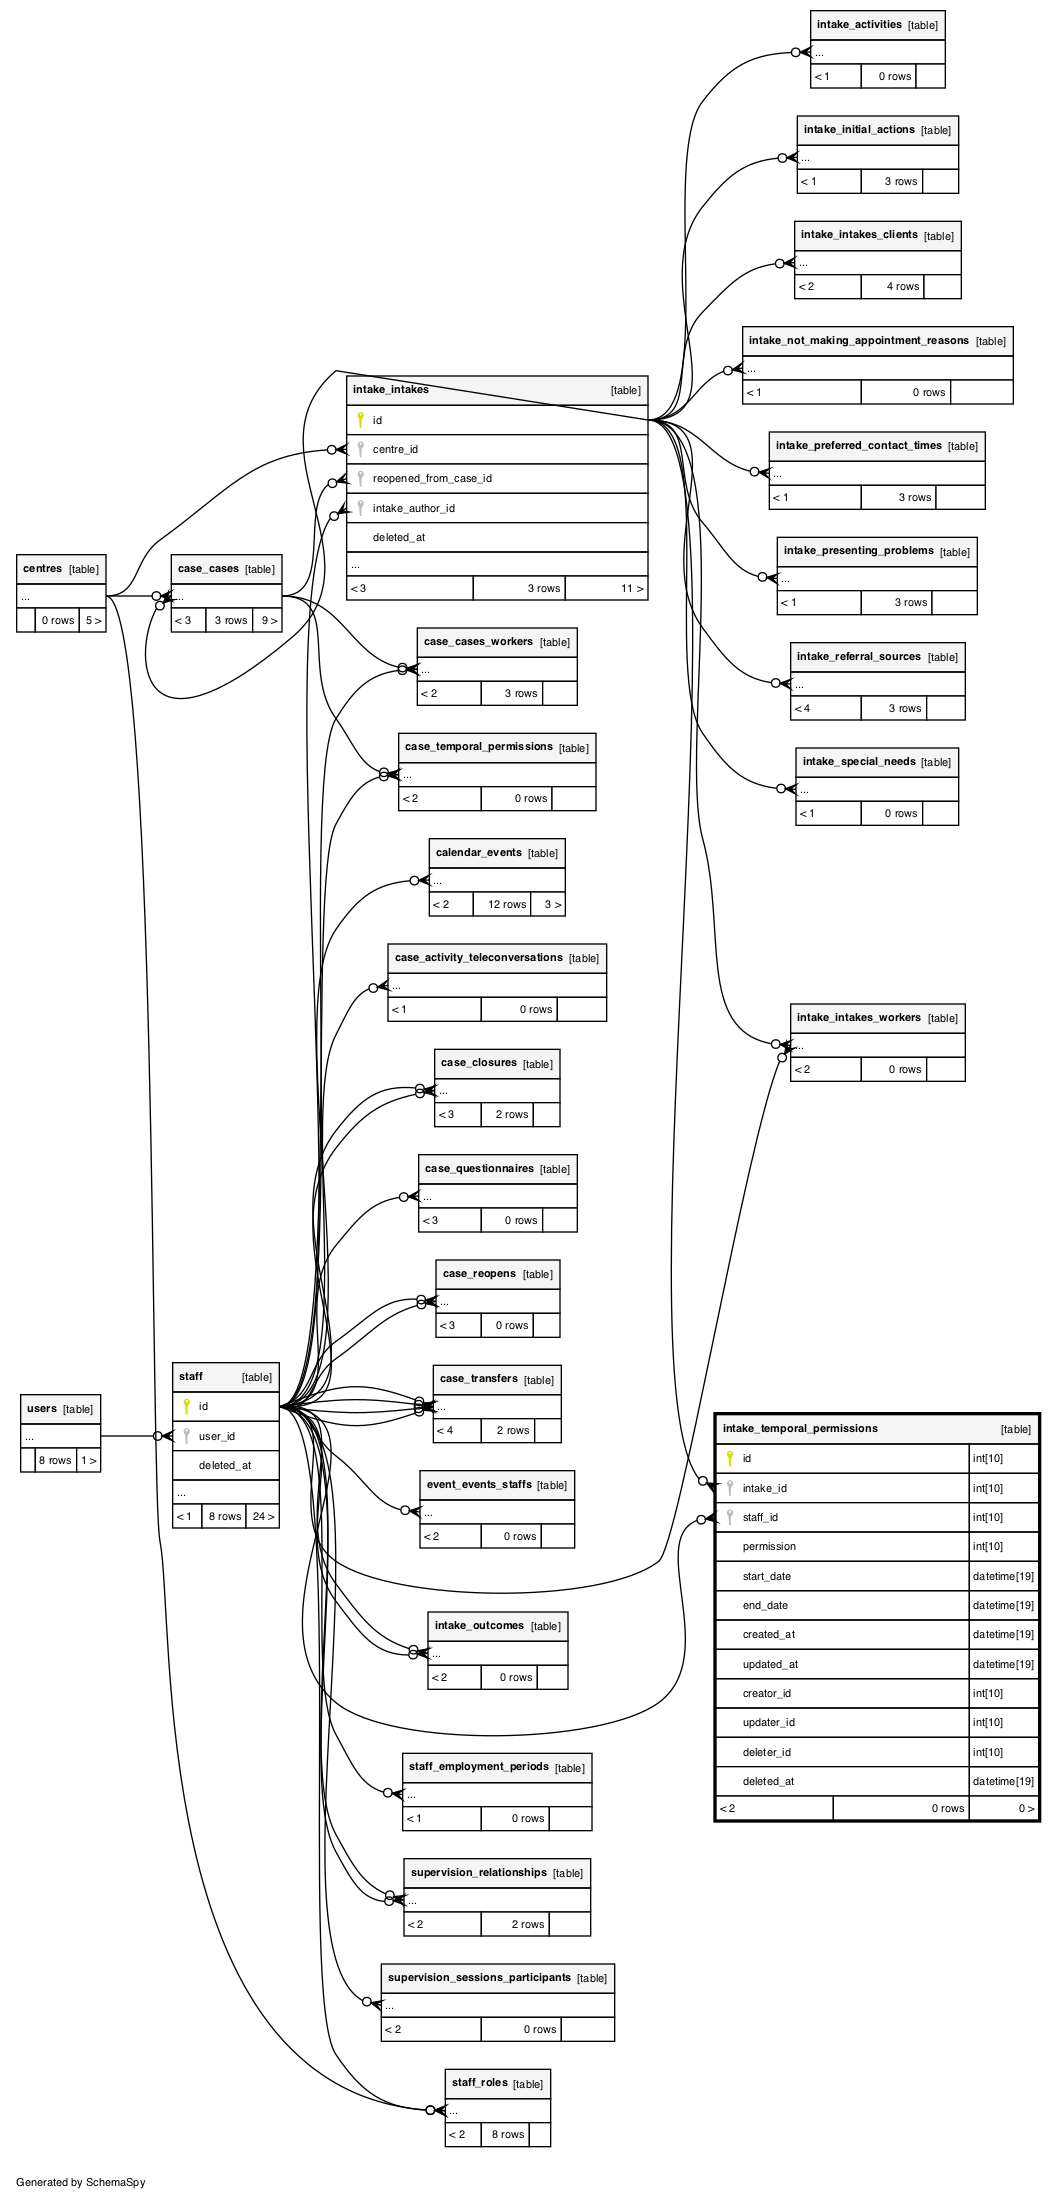 intake_activities [table]
...
< 1 0 rows
intake_initial_actions [table]
...
< 1 3 rows
intake_intakes_clients [table]
...
< 2 4 rows
intake_not_making_appointment_reasons [table]
...
< 1 0 rows
intake_intakes [table]
id
centre_id
reopened_from_case_id
intake_author_id
deleted_at
...
< 3 3 rows 11 >
intake_preferred_contact_times [table]
...
< 1 3 rows
intake_presenting_problems [table]
...
< 1 3 rows
centres [table]
...
0 rows 5 >
case_cases [table]
...
< 3 3 rows 9 >
case_cases_workers [table]
...
< 2 3 rows
intake_referral_sources [table]
...
< 4 3 rows
case_temporal_permissions [table]
...
< 2 0 rows
intake_special_needs [table]
...
< 1 0 rows
calendar_events [table]
...
< 2 12 rows 3 >
case_activity_teleconversations [table]
...
< 1 0 rows
intake_intakes_workers [table]
...
< 2 0 rows
case_closures [table]
...
< 3 2 rows
case_questionnaires [table]
...
< 3 0 rows
case_reopens [table]
...
< 3 0 rows
staff [table]
id
user_id
deleted_at
...
< 1 8 rows 24 >
users [table]
...
8 rows 1 >
case_transfers [table]
...
< 4 2 rows
intake_temporal_permissions [table]
id int[10]
intake_id int[10]
staff_id int[10]
permission int[10]
start_date datetime[19]
end_date datetime[19]
created_at datetime[19]
updated_at datetime[19]
creator_id int[10]
updater_id int[10]
deleter_id int[10]
deleted_at datetime[19]
< 2 0 rows 0 >
event_events_staffs [table]
...
< 2 0 rows
intake_outcomes [table]
...
< 2 0 rows
staff_employment_periods [table]
...
< 1 0 rows
supervision_relationships [table]
...
< 2 2 rows
supervision_sessions_participants [table]
...
< 2 0 rows
staff_roles [table]
...
< 2 8 rows
Generated by SchemaSpy